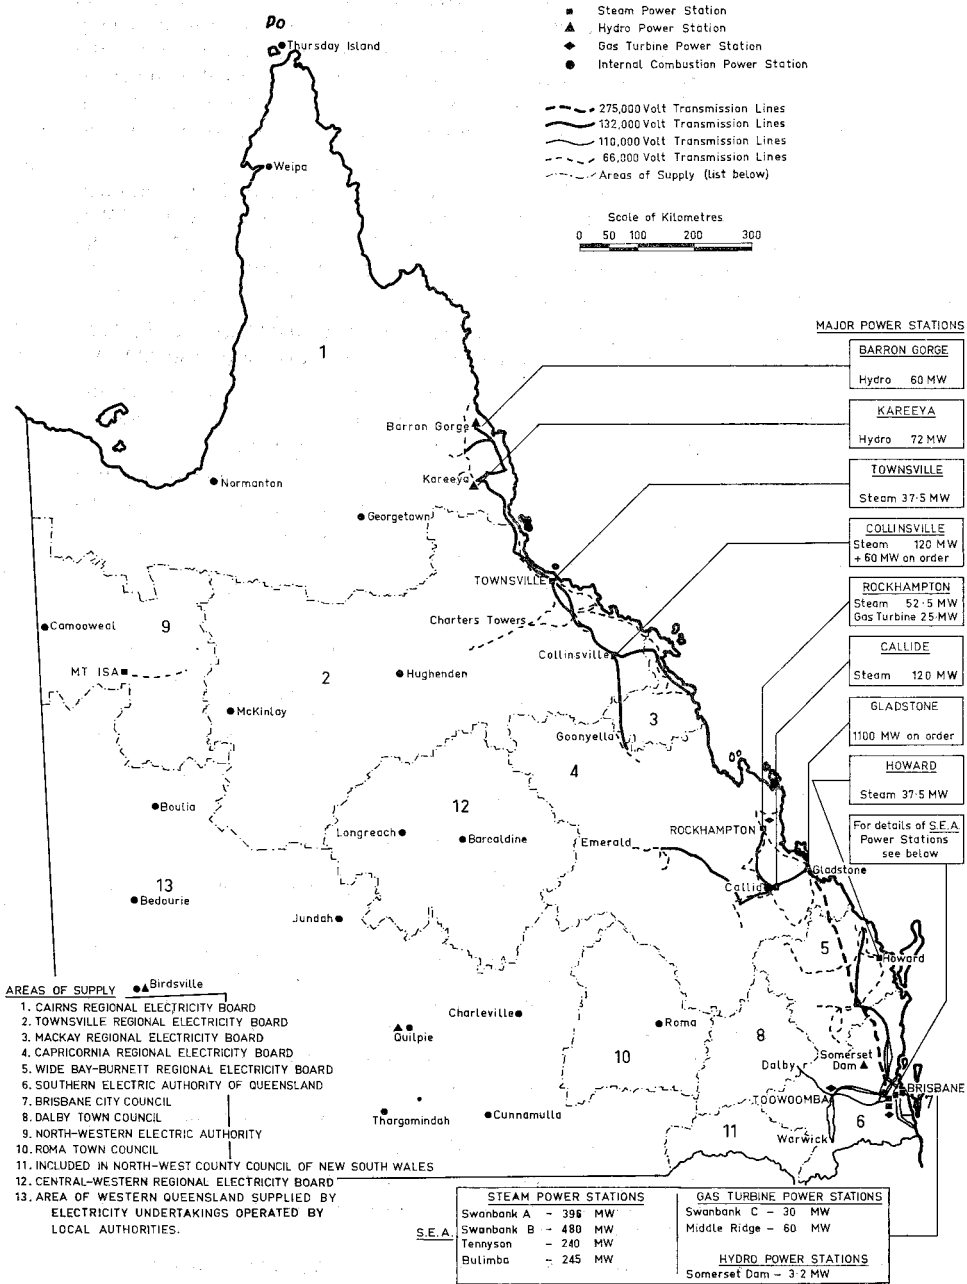 Steam Power Station
Hydro Power Station
Gas Turbine Power Station
Internal Combustion Power Station
275,000 Volt Transmission Lines
132,000 Volt Transmission Lines
110,000 Volt Transmission Lines
66,000 Volt Transmission Lines
Areas of Supply (list below)
Scale of Kilometres
0 50 100 200 300
Thursday Island
Weipa
1
MAJOR POWER STATIONS
BARRON GORGE
Hydro 60 MW
KAREEYA
Hydro 72 MW
TOWNSVILLE
Steam 37·5 MW
COLLINSVILLE
Steam 120 MW
+ 60 MW on order
ROCKHAMPTON
Steam 52·5 MW
Gas Turbine 25 MW
CALLIDE
Steam 120 MW
GLADSTONE
1100 MW on order
HOWARD
Steam 37·5 MW
For details of S.E.A.
Power Stations
see below
Barron Gorge
Kareeya
Normanton
Georgetown
TOWNSVILLE
Charters Towers
Camooweal
9
Collinsville
MT ISA
2
Hughenden
McKinlay
3
Goonyella
4
Boulia
12
Longreach
Barcaldine
ROCKHAMPTON
Emerald
Gladstone
Callide
13
Bedourie
Jundah
5
Howard
Birdsville
Charleville
Roma
Quilpie
8
10
Somerset
Dam
Dalby
BRISBANE
TOOWOOMBA
7
6
Thargomindah
Cunnamulla
11
Warwick
AREAS OF SUPPLY
1. CAIRNS REGIONAL ELECTRICITY BOARD
2. TOWNSVILLE REGIONAL ELECTRICITY BOARD
3. MACKAY REGIONAL ELECTRICITY BOARD
4. CAPRICORNIA REGIONAL ELECTRICITY BOARD
5. WIDE BAY-BURNETT REGIONAL ELECTRICITY BOARD
6. SOUTHERN ELECTRIC AUTHORITY OF QUEENSLAND
7. BRISBANE CITY COUNCIL
8. DALBY TOWN COUNCIL
9. NORTH-WESTERN ELECTRIC AUTHORITY
10. ROMA TOWN COUNCIL
11. INCLUDED IN NORTH-WEST COUNTY COUNCIL OF NEW SOUTH WALES
12. CENTRAL-WESTERN REGIONAL ELECTRICITY BOARD
13. AREA OF WESTERN QUEENSLAND SUPPLIED BY
ELECTRICITY UNDERTAKINGS OPERATED BY
LOCAL AUTHORITIES.
S.E.A.
STEAM POWER STATIONS
Swanbank A - 396 MW
Swanbank B - 480 MW
Tennyson - 240 MW
Bulimba - 245 MW
GAS TURBINE POWER STATIONS
Swanbank C - 30 MW
Middle Ridge - 60 MW
HYDRO POWER STATIONS
Somerset Dam - 3·2 MW